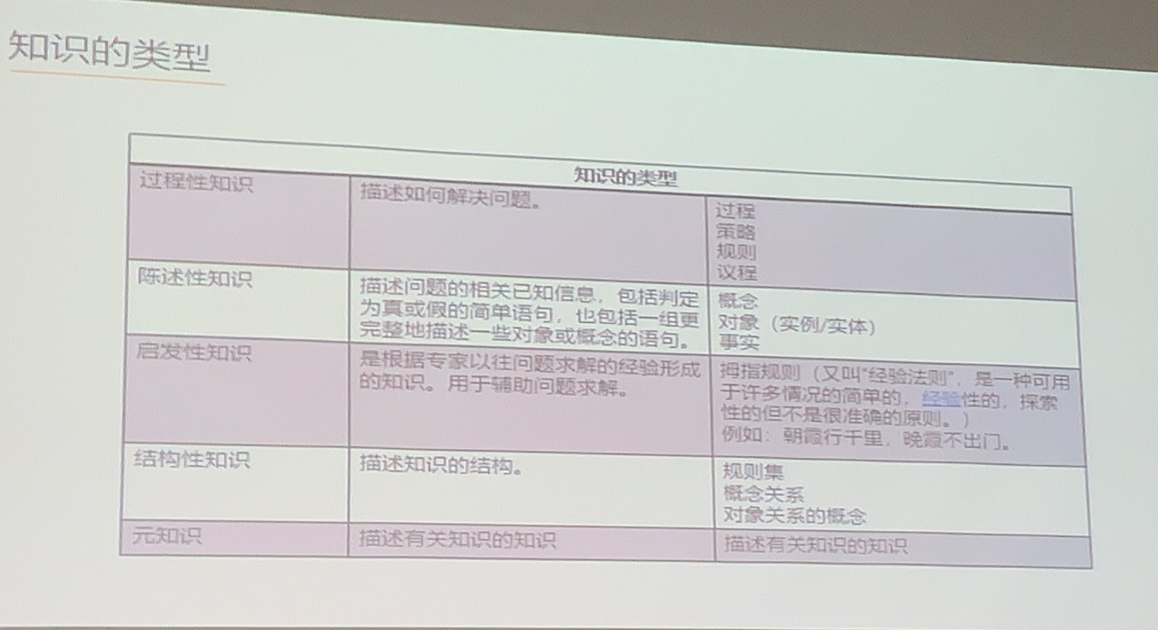 知识的类型
知识的类型
过程性知识
描述如何解决问题。
过程
策略
规则
议程
陈述性知识
描述问题的相关已知信息，包括判定
为真或假的简单语句，也包括一组更
完整地描述一些对象或概念的语句。
概念
对象（实例/实体）
事实
启发性知识
是根据专家以往问题求解的经验形成
的知识。用于辅助问题求解。
拇指规则（又叫“经验法则”，是一种可用
于许多情况的简单的，经验性的，探索
性的但不是很准确的原则。）
例如：朝霞行千里，晚霞不出门。
结构性知识
描述知识的结构。
规则集
概念关系
对象关系的概念
元知识
描述有关知识的知识
描述有关知识的知识